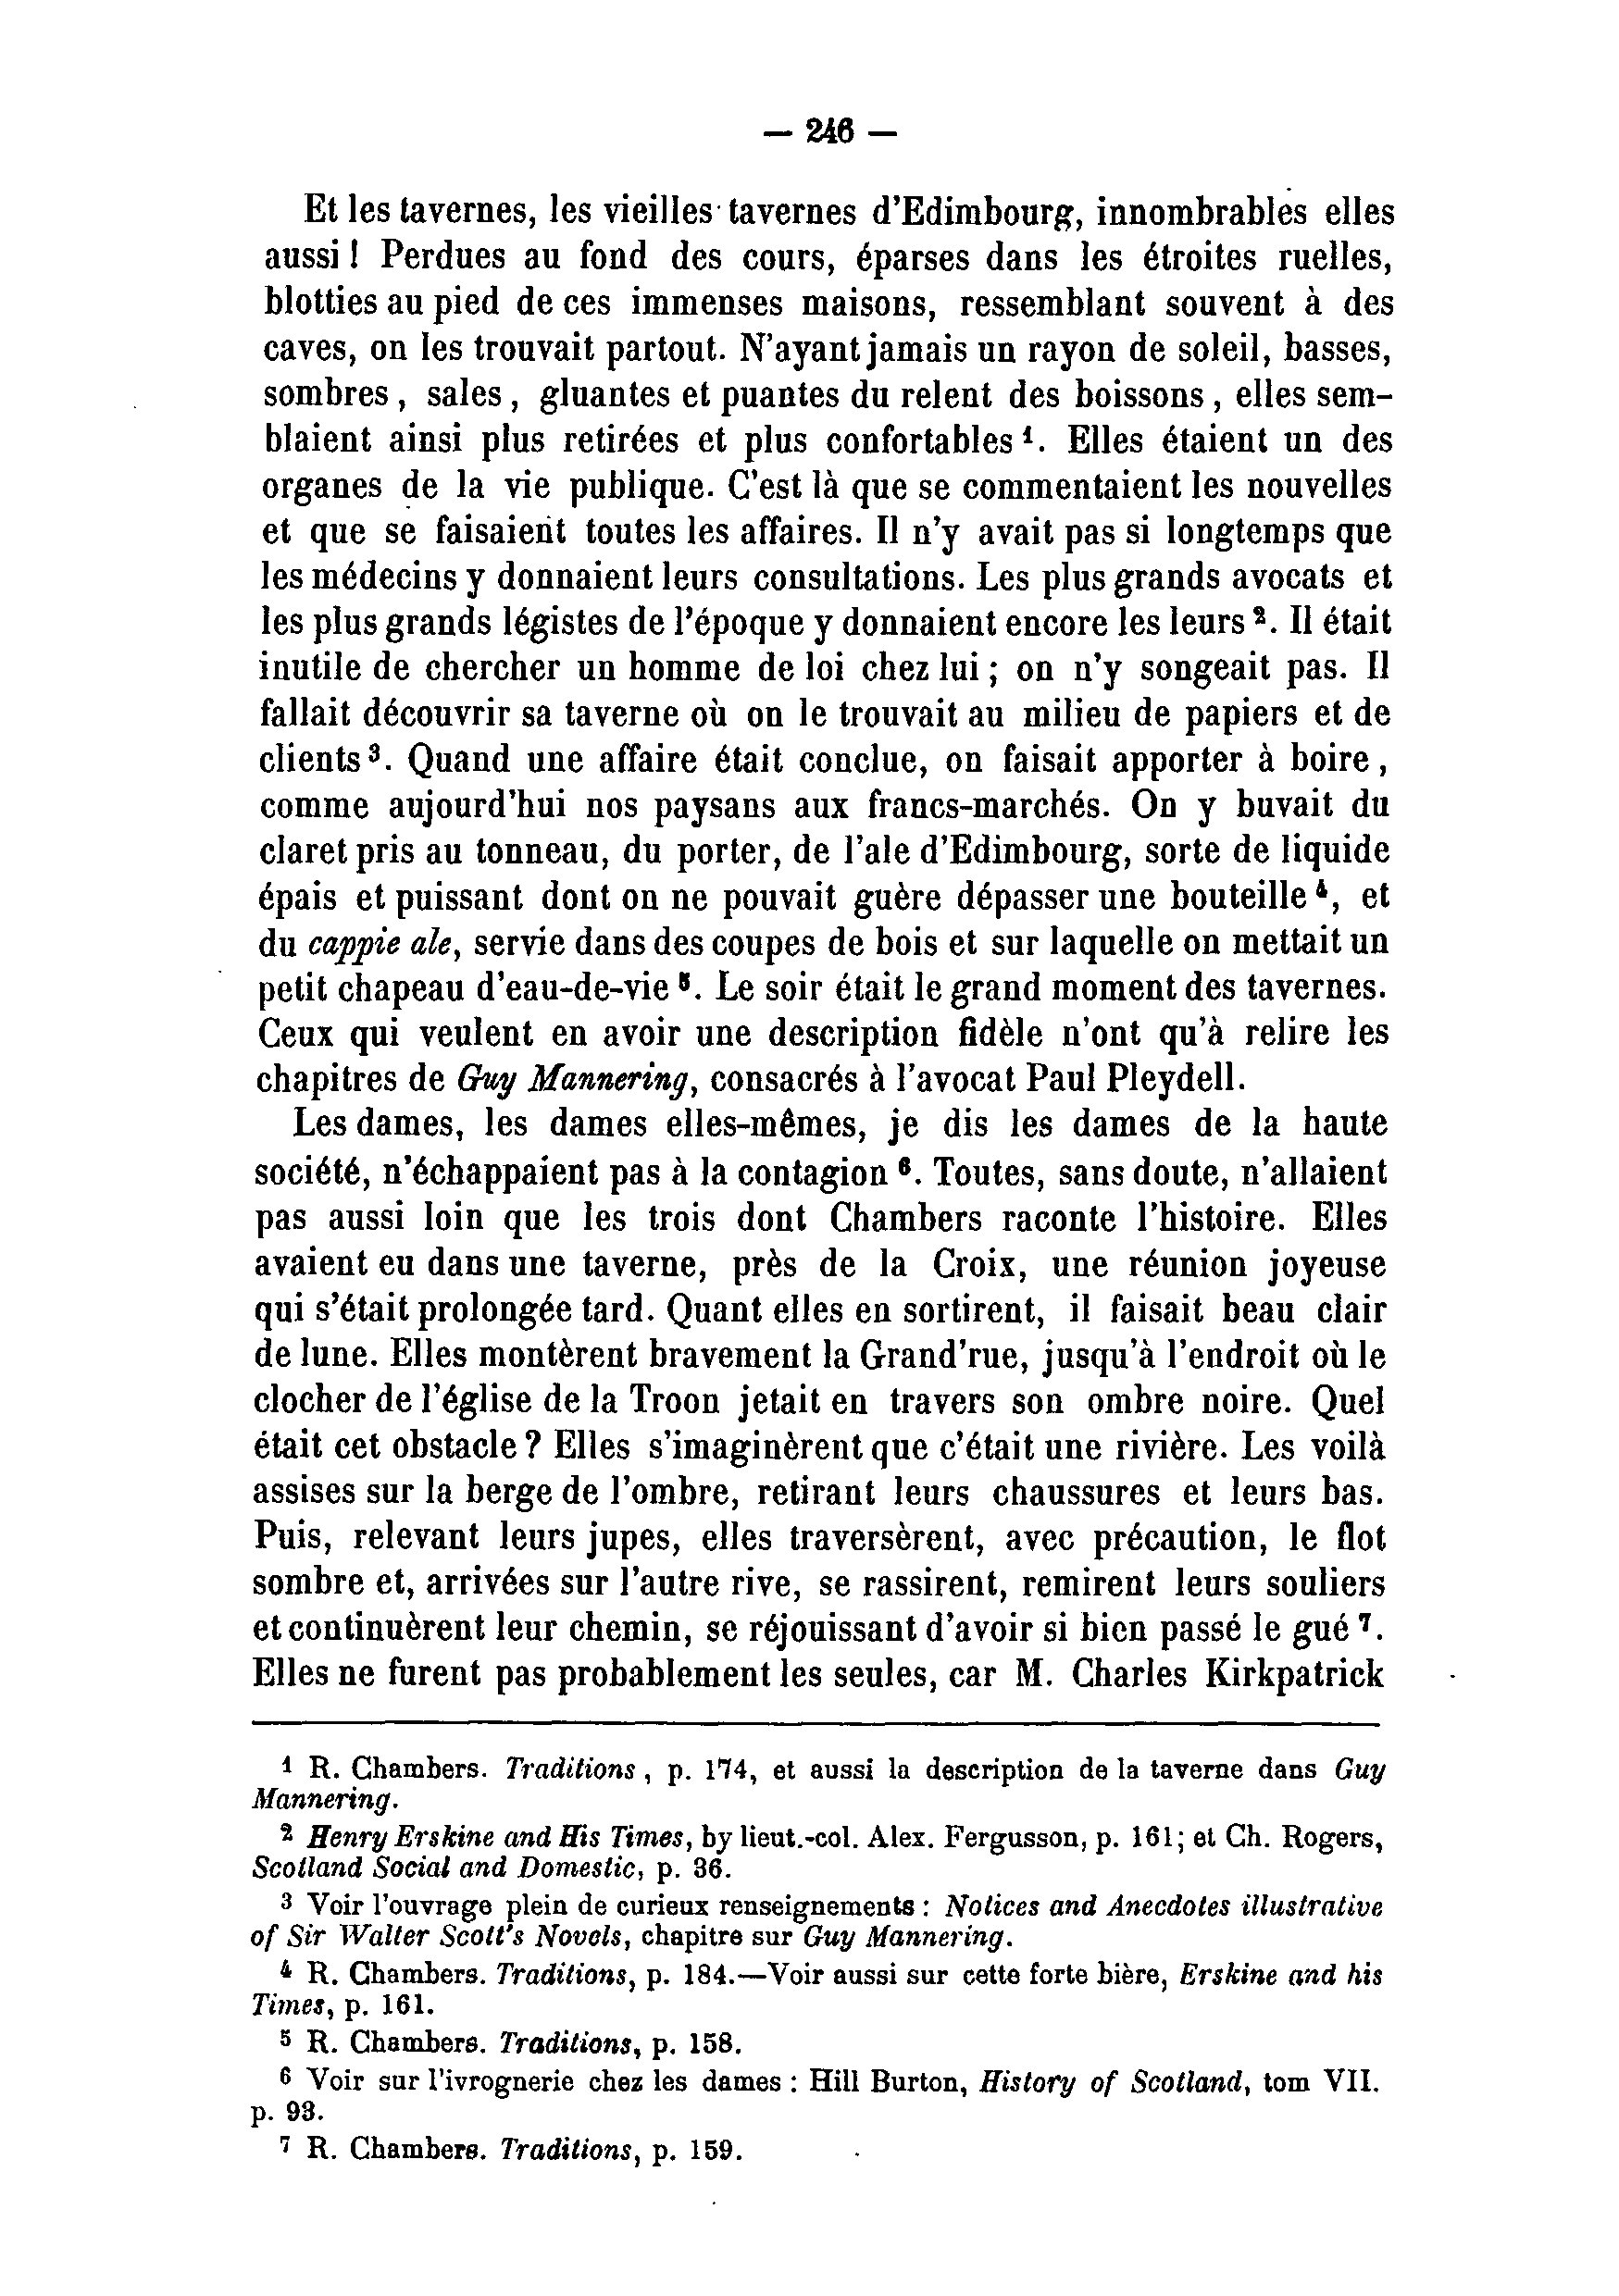 — 246 —
Et les tavernes, les vieilles tavernes d'Edimbourg, innombrables elles
aussi ! Perdues au fond des cours, éparses dans les étroites ruelles,
blotties au pied de ces immenses maisons, ressemblant souvent à des
caves, on les trouvait partout. N'ayant jamais un rayon de soleil, basses,
sombres, sales, gluantes et puantes du relent des boissons, elles sem-
blaient ainsi plus retirées et plus confortables ¹. Elles étaient un des
organes de la vie publique. C'est là que se commentaient les nouvelles
et que se faisaient toutes les affaires. Il n'y avait pas si longtemps que
les médecins y donnaient leurs consultations. Les plus grands avocats et
les plus grands légistes de l'époque y donnaient encore les leurs ². Il était
inutile de chercher un homme de loi chez lui ; on n'y songeait pas. Il
fallait découvrir sa taverne où on le trouvait au milieu de papiers et de
clients ³. Quand une affaire était conclue, on faisait apporter à boire,
comme aujourd'hui nos paysans aux francs-marchés. On y buvait du
claret pris au tonneau, du porter, de l'ale d'Edimbourg, sorte de liquide
épais et puissant dont on ne pouvait guère dépasser une bouteille ⁴, et
du cappie ale, servie dans des coupes de bois et sur laquelle on mettait un
petit chapeau d'eau-de-vie ⁵. Le soir était le grand moment des tavernes.
Ceux qui veulent en avoir une description fidèle n'ont qu'à relire les
chapitres de Guy Mannering, consacrés à l'avocat Paul Pleydell.
Les dames, les dames elles-mêmes, je dis les dames de la haute
société, n'échappaient pas à la contagion ⁶. Toutes, sans doute, n'allaient
pas aussi loin que les trois dont Chambers raconte l'histoire. Elles
avaient eu dans une taverne, près de la Croix, une réunion joyeuse
qui s'était prolongée tard. Quant elles en sortirent, il faisait beau clair
de lune. Elles montèrent bravement la Grand'rue, jusqu'à l'endroit où le
clocher de l'église de la Troon jetait en travers son ombre noire. Quel
était cet obstacle ? Elles s'imaginèrent que c'était une rivière. Les voilà
assises sur la berge de l'ombre, retirant leurs chaussures et leurs bas.
Puis, relevant leurs jupes, elles traversèrent, avec précaution, le flot
sombre et, arrivées sur l'autre rive, se rassirent, remirent leurs souliers
et continuèrent leur chemin, se réjouissant d'avoir si bien passé le gué ⁷.
Elles ne furent pas probablement les seules, car M. Charles Kirkpatrick
¹ R. Chambers. Traditions, p. 174, et aussi la description de la taverne dans Guy
Mannering.
² Henry Erskine and His Times, by lieut.-col. Alex. Fergusson, p. 161; et Ch. Rogers,
Scotland Social and Domestic, p. 36.
³ Voir l'ouvrage plein de curieux renseignements : Notices and Anecdotes illustrative
of Sir Walter Scott's Novels, chapitre sur Guy Mannering.
⁴ R. Chambers. Traditions, p. 184.—Voir aussi sur cette forte bière, Erskine and his
Times, p. 161.
⁵ R. Chambers. Traditions, p. 158.
⁶ Voir sur l'ivrognerie chez les dames : Hill Burton, History of Scotland, tom VII.
p. 93.
⁷ R. Chambers. Traditions, p. 159.